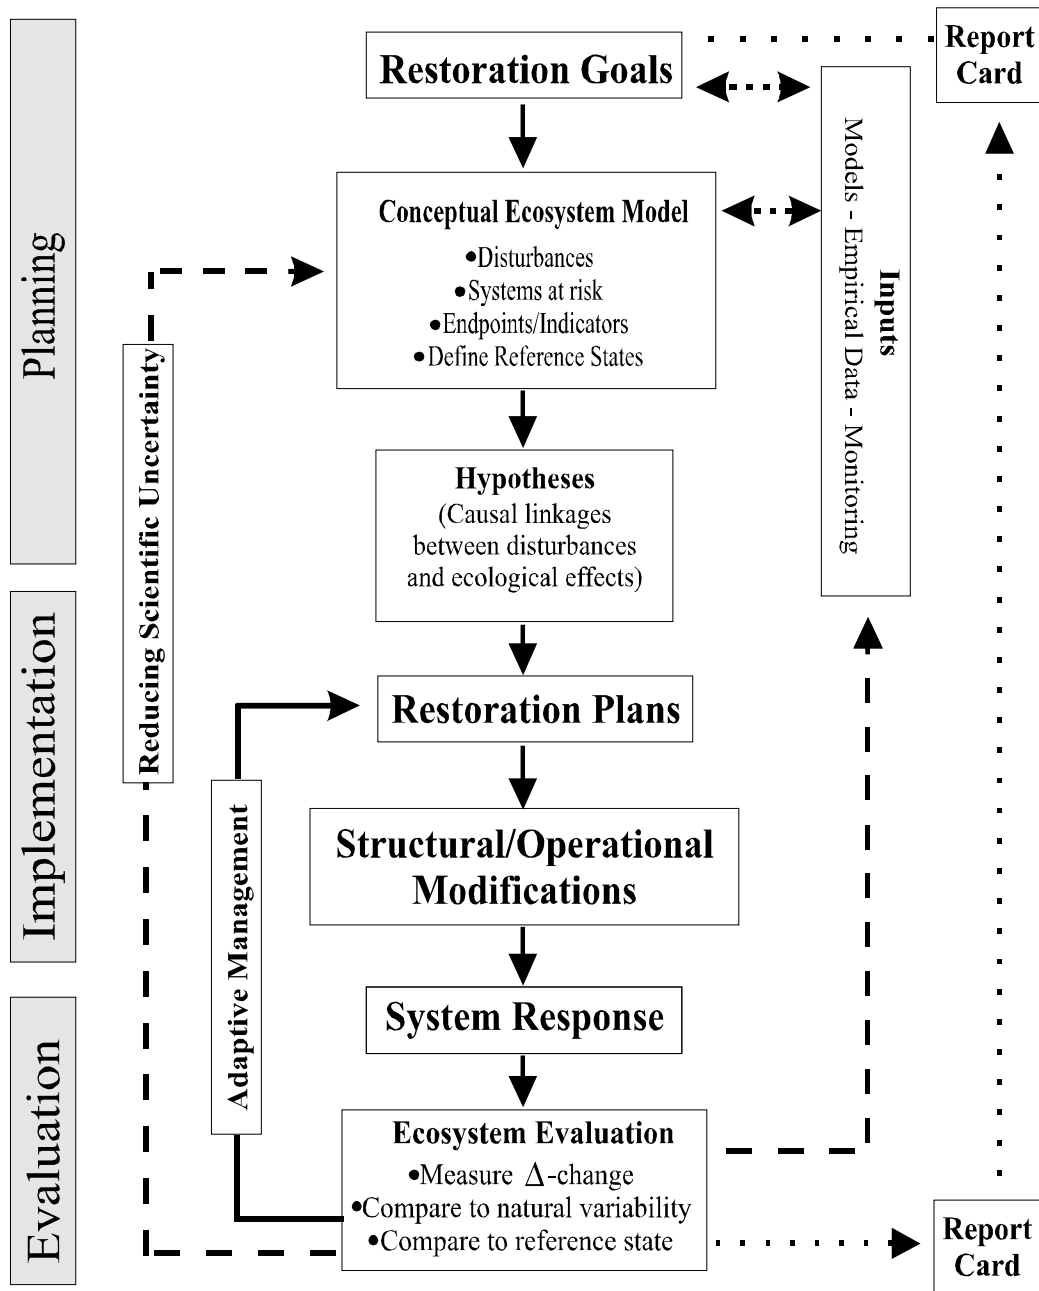 Report
Card
Restoration Goals
Conceptual Ecosystem Model
•Disturbances
•Systems at risk
•Endpoints/Indicators
•Define Reference States
Inputs
Models - Empirical Data - Monitoring
Planning
Reducing Scientific Uncertainty
Hypotheses
(Causal linkages
between disturbances
and ecological effects)
Implementation
Restoration Plans
Adaptive Management
Structural/Operational
Modifications
System Response
Evaluation
Ecosystem Evaluation
•Measure Δ-change
•Compare to natural variability
•Compare to reference state
Report
Card